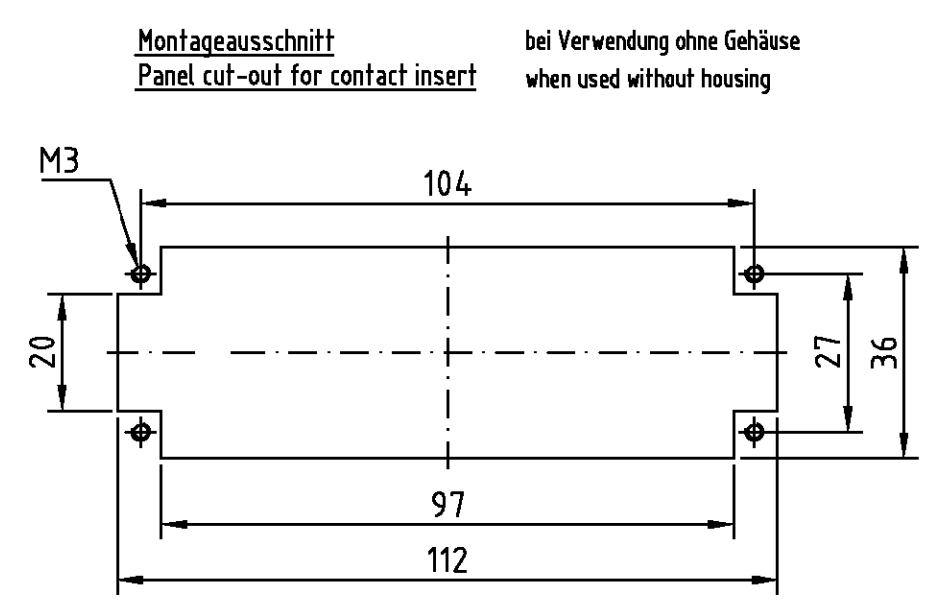 Montageausschnitt bei Verwendung ohne Gehäuse
Panel cut-out for contact insert when used without housing
M3
104
20
27
36
97
112